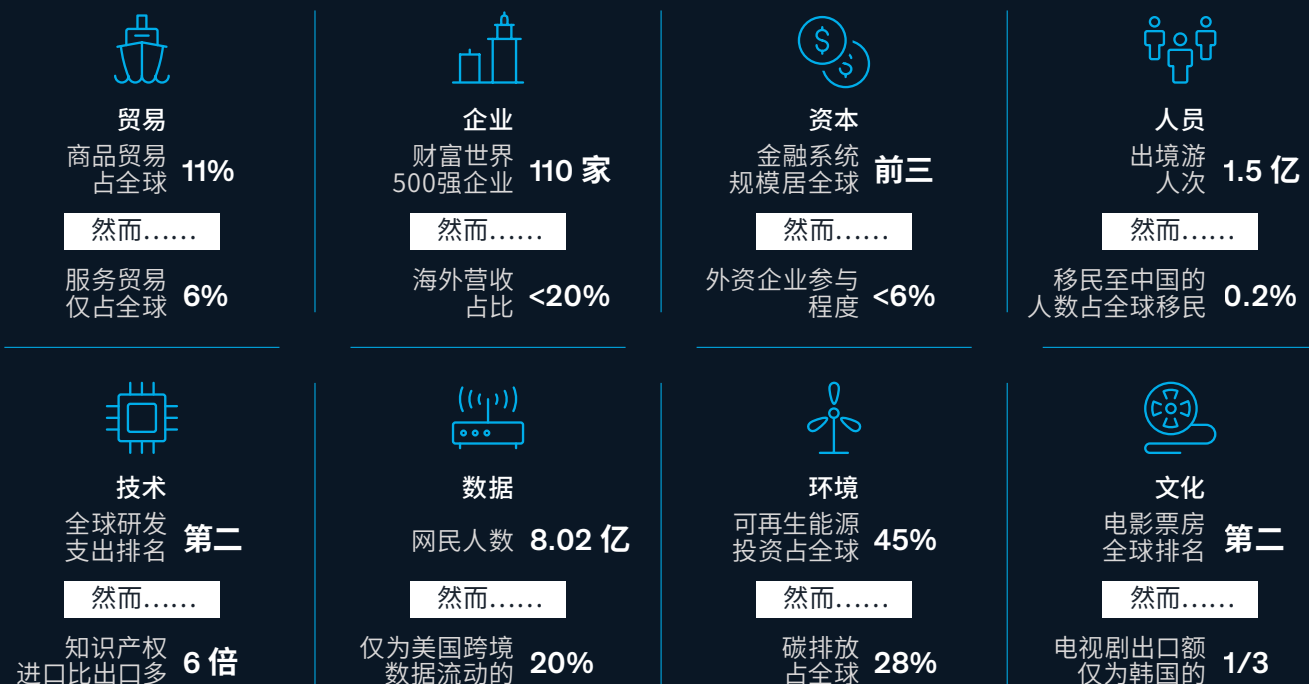 贸易
商品贸易
占全球
11%
然而……
服务贸易
仅占全球
6%
企业
财富世界
500强企业
110 家
然而……
海外营收
占比
<20%
资本
金融系统
规模居全球
前三
然而……
外资企业参与
程度
<6%
人员
出境游
人次
1.5 亿
然而……
移民至中国的
人数占全球移民
0.2%
技术
全球研发
支出排名
第二
然而……
知识产权
进口比出口多
6 倍
数据
网民人数
8.02 亿
然而……
仅为美国跨境
数据流动的
20%
环境
可再生能源
投资占全球
45%
然而……
碳排放
占全球
28%
文化
电影票房
全球排名
第二
然而……
电视剧出口额
仅为韩国的
1/3